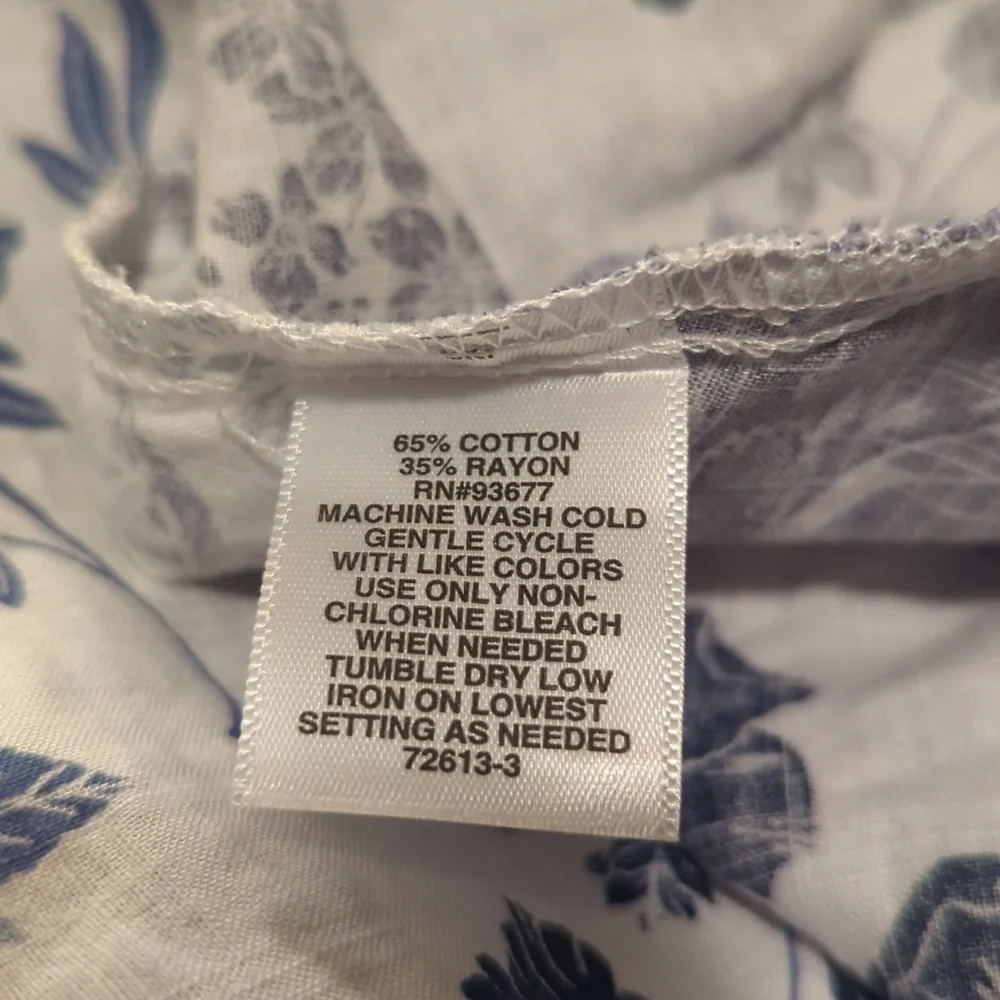 65% COTTON
35% RAYON
RN#93677
MACHINE WASH COLD
GENTLE CYCLE
WITH LIKE COLORS
USE ONLY NON-
CHLORINE BLEACH
WHEN NEEDED
TUMBLE DRY LOW
IRON ON LOWEST
SETTING AS NEEDED
72613-3